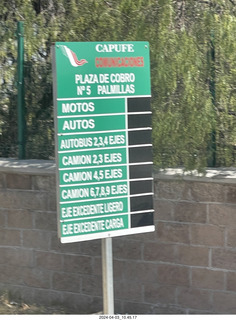 CAPUFE
COMUNICACIONES
PLAZA DE COBRO
Nº 5 PALMILLAS
MOTOS
AUTOS
AUTOBUS 2,3,4 EJES
CAMION 2,3 EJES
CAMION 4,5 EJES
CAMION 6,7,8,9 EJES
EJE EXCEDENTE LIGERO
EJE EXCEDENTE CARGA
2024-04-03_10:45:17